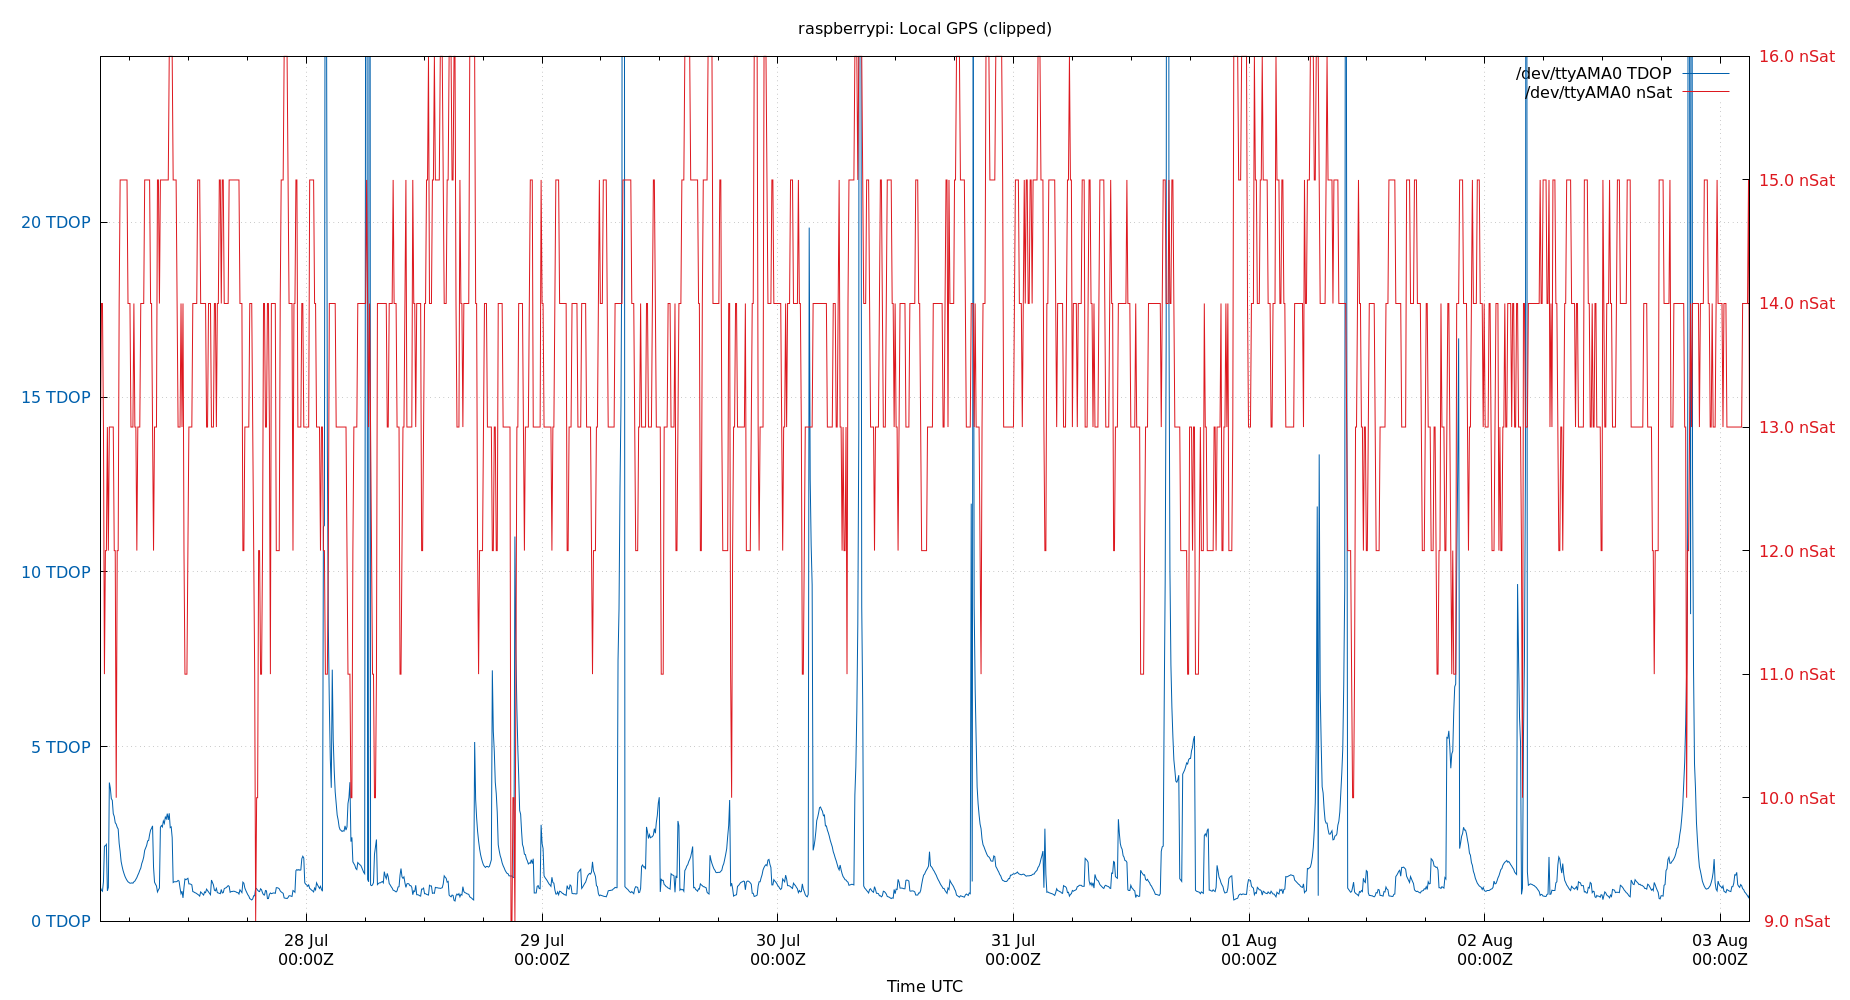 raspberrypi: Local GPS (clipped)
/dev/ttyAMA0 TDOP
/dev/ttyAMA0 nSat
20 TDOP
15 TDOP
10 TDOP
5 TDOP
0 TDOP
16.0 nSat
15.0 nSat
14.0 nSat
13.0 nSat
12.0 nSat
11.0 nSat
10.0 nSat
9.0 nSat
28 Jul
00:00Z
29 Jul
00:00Z
30 Jul
00:00Z
31 Jul
00:00Z
01 Aug
00:00Z
02 Aug
00:00Z
03 Aug
00:00Z
Time UTC